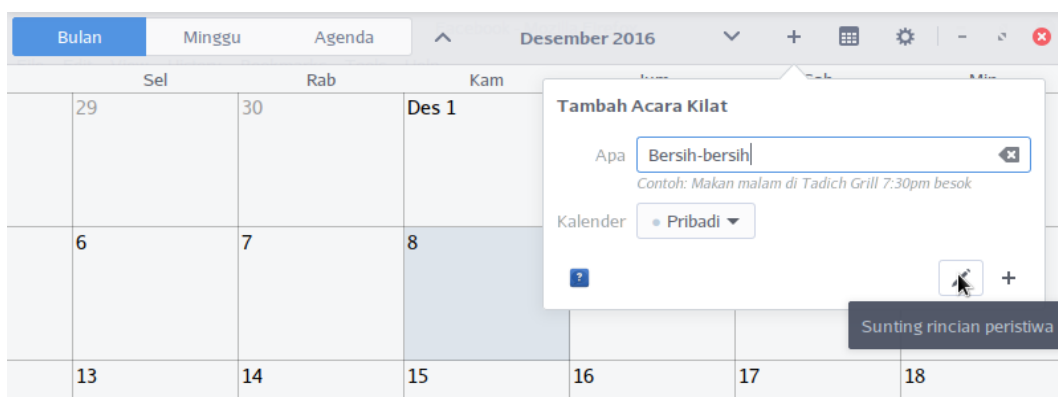 Bulan Minggu Agenda Desember 2016
Sel Rab Kam
29 30 Des 1
Tambah Acara Kilat
Apa Bersih-bersih
Contoh: Makan malam di Tadich Grill 7:30pm besok
Kalender Pribadi
6 7 8
?
Sunting rincian peristiwa
13 14 15 16 17 18